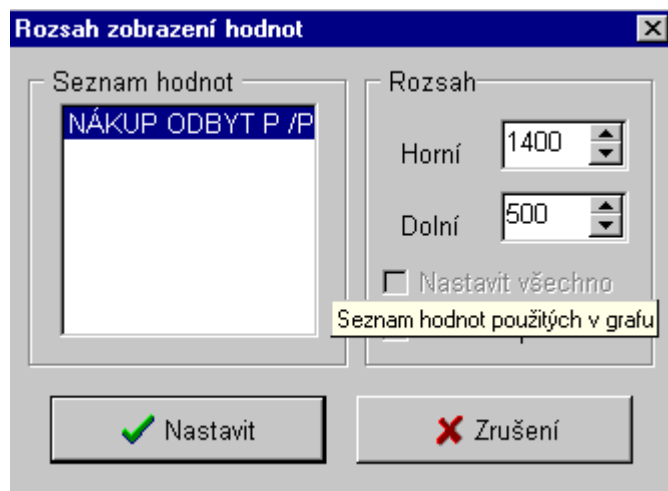 Rozsah zobrazení hodnot
Seznam hodnot
NÁKUP ODBYT P /P
Rozsah
Horní
1400
Dolní
500
Nastavit všechno
Seznam hodnot použitých v grafu
Nastavit
Zrušení